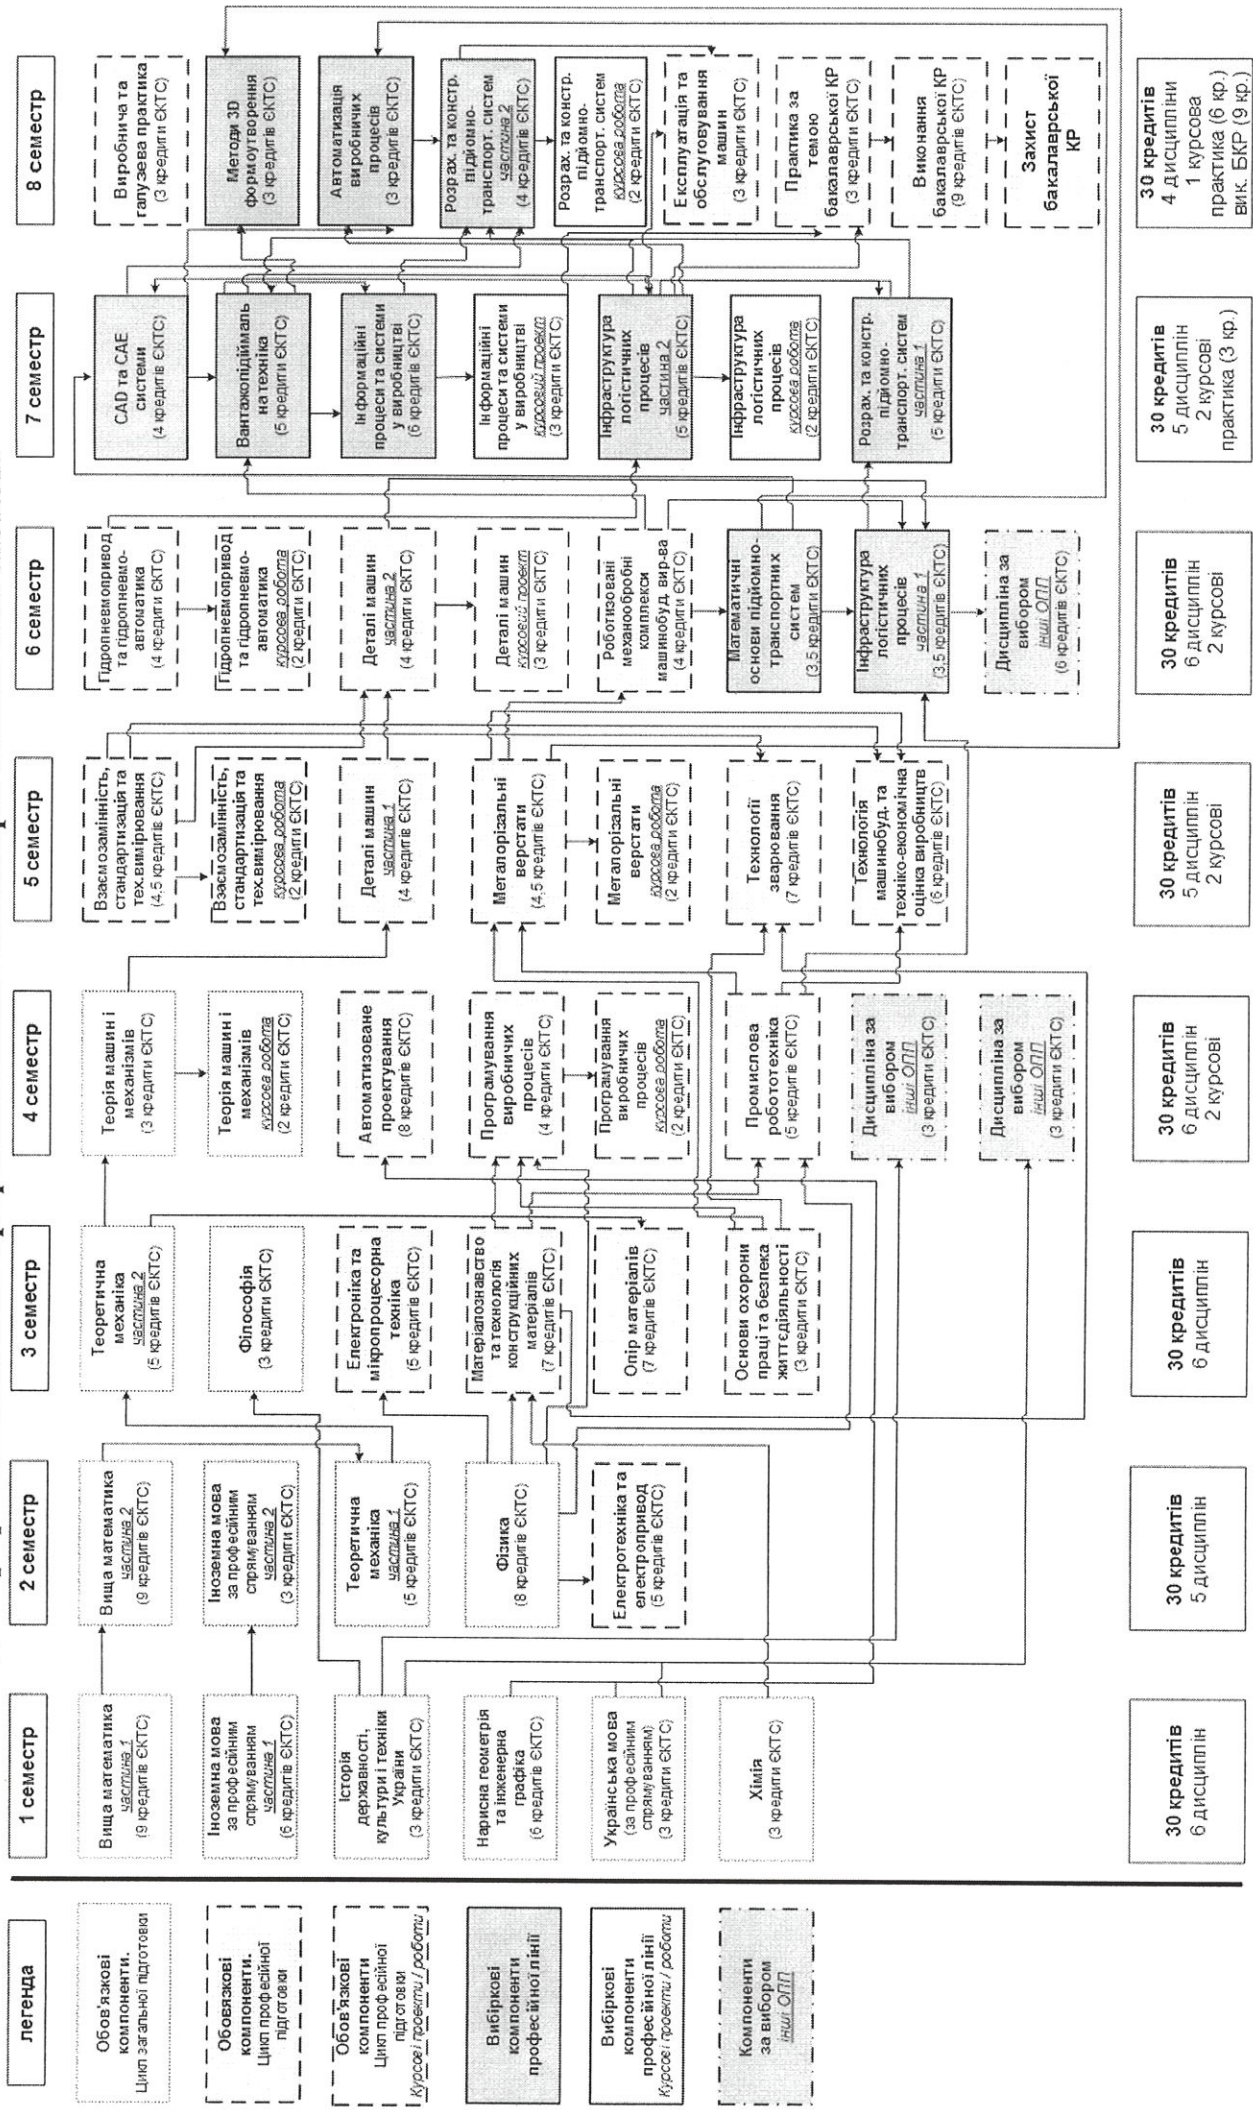 легенда
Обов'язкові
компоненти.
Цикл загальної підготовки
Обовязкові
компоненти.
Цикл професійної
підготовки
Обов'язкові
компоненти
Цикл професійної
підготовки
Курсові проекти / роботи
Вибіркові
компоненти
професійної лінії
Вибіркові
компоненти
професійної лінії
Курсові проекти / роботи
Компоненти
за вибором
інші ОПП
1 семестр
Вища математика
частина 1
(9 кредитів ЄКТС)
Іноземна мова
за професійним
спрямуванням
частина 1
(6 кредитів ЄКТС)
Історія
державності,
культури і техніки
України
(3 кредити ЄКТС)
Нарисна геометрія
та інженерна
графіка
(6 кредитів ЄКТС)
Українська мова
(за професійним
спрямуванням)
(3 кредити ЄКТС)
Хімія
(3 кредити ЄКТС)
30 кредитів
6 дисциплін
2 семестр
Вища математика
частина 2
(9 кредитів ЄКТС)
Іноземна мова
за професійним
спрямуванням
частина 2
(3 кредити ЄКТС)
Теоретична
механіка
частина 1
(5 кредитів ЄКТС)
Фізика
(8 кредитів ЄКТС)
Електротехніка та
електропривод
(5 кредитів ЄКТС)
30 кредитів
5 дисциплін
3 семестр
Теоретична
механіка
частина 2
(5 кредитів ЄКТС)
Філософія
(3 кредити ЄКТС)
Електроніка та
мікропроцесорна
техніка
(5 кредитів ЄКТС)
Матеріалознавство
та технологія
конструкційних
матеріалів
(7 кредитів ЄКТС)
Опір матеріалів
(7 кредитів ЄКТС)
Основи охорони
праці та безпека
життєдіяльності
(3 кредити ЄКТС)
30 кредитів
6 дисциплін
4 семестр
Теорія машин і
механізмів
(3 кредити ЄКТС)
Теорія машин і
механізмів
курсова робота
(2 кредити ЄКТС)
Автоматизоване
проектування
(8 кредитів ЄКТС)
Програмування
виробничих
процесів
(4 кредити ЄКТС)
Програмування
виробничих
процесів
курсова робота
(2 кредити ЄКТС)
Промислова
робототехніка
(5 кредитів ЄКТС)
Дисципліна за
вибором
інші ОПП
(3 кредити ЄКТС)
Дисципліна за
вибором
інші ОПП
(3 кредити ЄКТС)
30 кредитів
6 дисциплін
2 курсові
5 семестр
Взаємозамінність,
стандартизація та
тех.вимірювання
(4,5 кредитів ЄКТС)
Взаємозамінність,
стандартизація та
тех.вимірювання
курсова робота
(2 кредити ЄКТС)
Деталі машин
частина 1
(4 кредити ЄКТС)
Металорізальні
верстати
(4,5 кредитів ЄКТС)
Металорізальні
верстати
курсова робота
(2 кредити ЄКТС)
Технології
зварювання
(7 кредитів ЄКТС)
Технологія
машинобуд. та
техніко-економічна
оцінка виробництв
(6 кредитів ЄКТС)
30 кредитів
5 дисциплін
2 курсові
6 семестр
Гідропневмопривод
та гідропневмо-
автоматика
(4 кредити ЄКТС)
Гідропневмопривод
та гідропневмо-
автоматика
курсова робота
(2 кредити ЄКТС)
Деталі машин
частина 2
(4 кредити ЄКТС)
Деталі машин
курсовий проект
(3 кредити ЄКТС)
Роботизовані
механообробні
комплекси
машинобуд. вир-ва
(4 кредити ЄКТС)
Математичні
основи підйомно-
транспортних
систем
(3,5 кредитів ЄКТС)
Інфраструктура
логістичних
процесів
частина 1
(3,5 кредитів ЄКТС)
Дисципліна за
вибором
інші ОПП
(6 кредитів ЄКТС)
30 кредитів
6 дисциплін
2 курсові
7 семестр
CAD та CAE
системи
(4 кредитів ЄКТС)
Вантажопідіймаль
на техніка
(5 кредитів ЄКТС)
Інформаційні
процеси та системи
у виробництві
(6 кредитів ЄКТС)
Інформаційні
процеси та системи
у виробництві
курсовий проект
(3 кредити ЄКТС)
Інфраструктура
логістичних
процесів
частина 2
(5 кредитів ЄКТС)
Інфраструктура
логістичних
процесів
курсова робота
(2 кредити ЄКТС)
Розрах. та констр.
підйомно-
транспорт. систем
частина 1
(5 кредитів ЄКТС)
30 кредитів
5 дисциплін
2 курсові
практика (3 кр.)
8 семестр
Виробнича та
галузева практика
(3 кредити ЄКТС)
Методи 3D
формоутворення
(3 кредити ЄКТС)
Автоматизація
виробничих
процесів
(3 кредитів ЄКТС)
Розрах. та констр.
підйомно-
транспорт. систем
частина 2
(4 кредити ЄКТС)
Розрах. та констр.
підйомно-
транспорт. систем
курсова робота
(2 кредити ЄКТС)
Експлуатація та
обслуговування
машин
(3 кредити ЄКТС)
Практика за
темою
бакалаврської КР
(3 кредити ЄКТС)
Виконання
бакалаврської КР
(9 кредитів ЄКТС)
Захист
бакалаврської
КР
30 кредитів
4 дисципліни
1 курсова
практика (6 кр.)
вик. БКР (9 кр.)